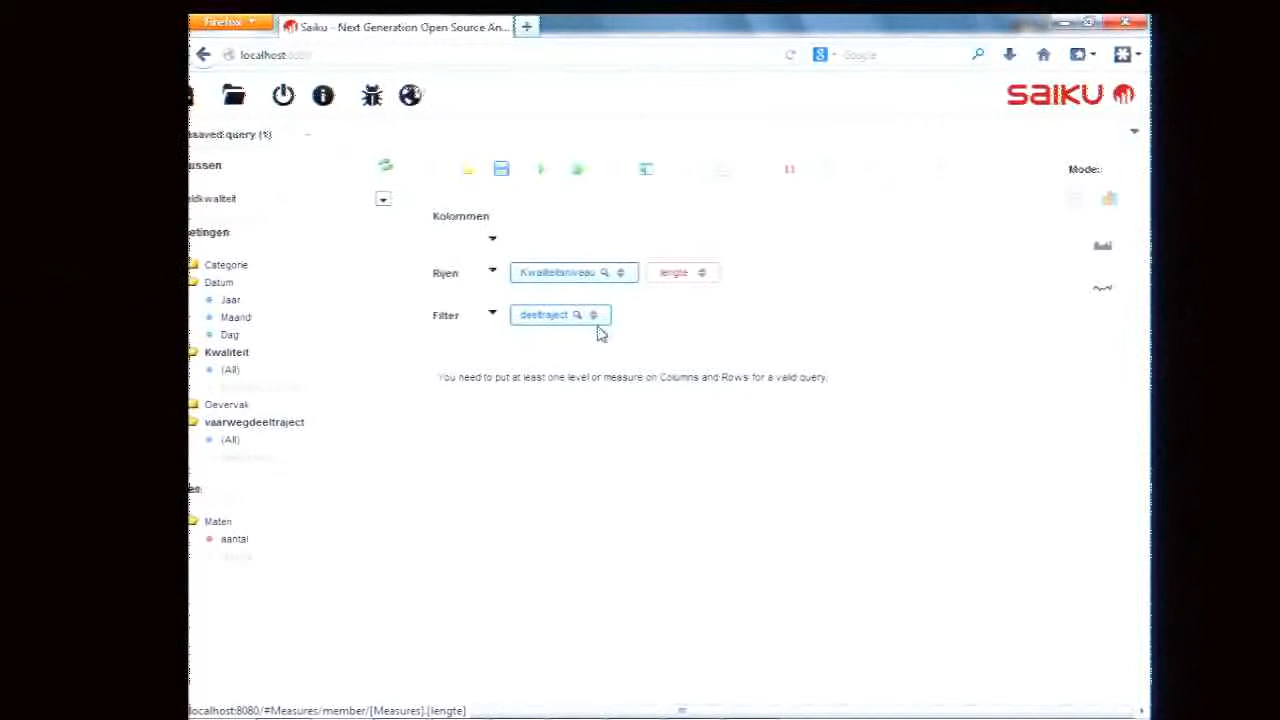 Firefox
Saiku - Next Generation Open Source An...
localhost:8080
Google
saiku
saved query (1)
ussen
Mode:
idkwaliteit
Kolommen
etingen
Categorie
Datum
Jaar
Maand
Dag
Kwaliteit
(All)
Oevervak
vaarwegdeeltraject
(All)
en
Maten
aantal
Rijen
Kwaliteitsniveau
lengte
Filter
deeltraject
You need to put at least one level or measure on Columns and Rows for a valid query.
localhost:8080/#Measures/member/[Measures].[lengte]